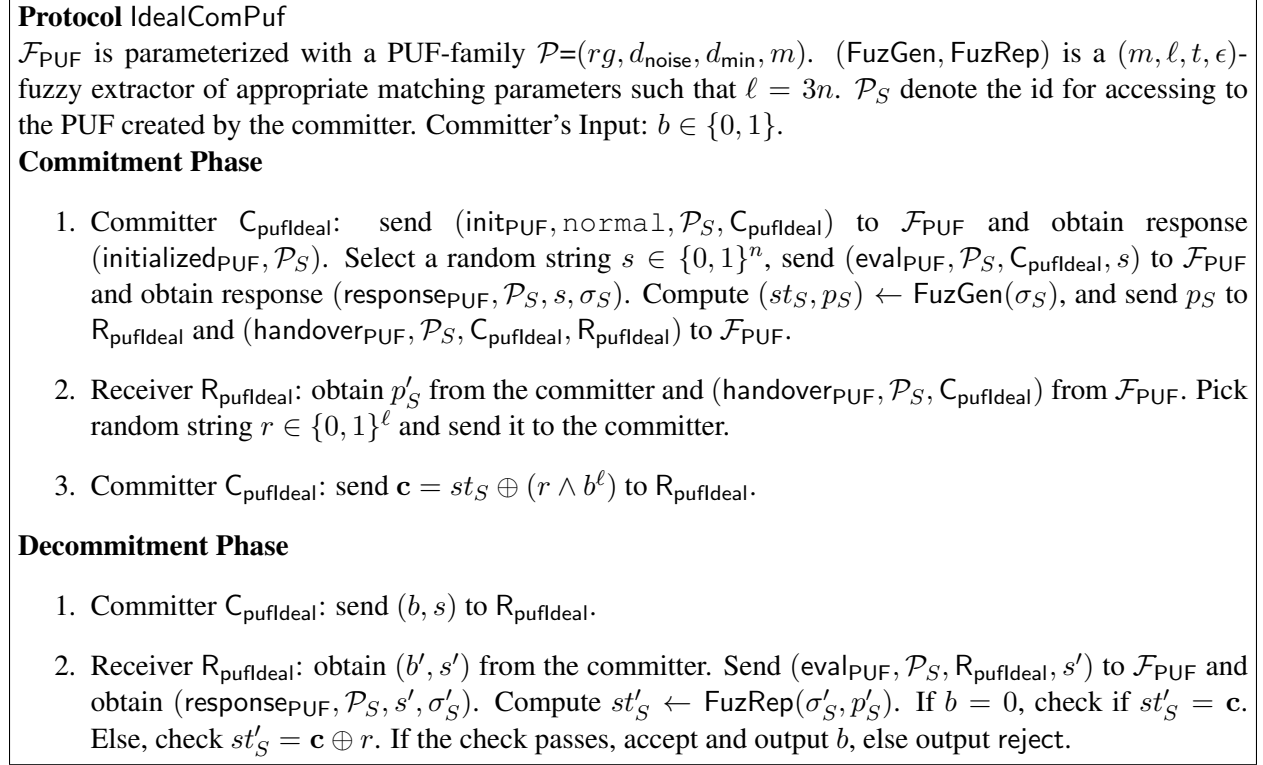 Protocol IdealComPuf
F_PUF is parameterized with a PUF-family P=(rg, d_noise, d_min, m). (FuzGen, FuzRep) is a (m, ℓ, t, ϵ)-
fuzzy extractor of appropriate matching parameters such that ℓ = 3n. P_S denote the id for accessing to
the PUF created by the committer. Committer's Input: b ∈ {0, 1}.
Commitment Phase
1. Committer C_pufIdeal: send (init_PUF, normal, P_S, C_pufIdeal) to F_PUF and obtain response
(initialized_PUF, P_S). Select a random string s ∈ {0, 1}^n, send (eval_PUF, P_S, C_pufIdeal, s) to F_PUF
and obtain response (response_PUF, P_S, s, σ_S). Compute (st_S, p_S) ← FuzGen(σ_S), and send p_S to
R_pufIdeal and (handover_PUF, P_S, C_pufIdeal, R_pufIdeal) to F_PUF.
2. Receiver R_pufIdeal: obtain p′_S from the committer and (handover_PUF, P_S, C_pufIdeal) from F_PUF. Pick
random string r ∈ {0, 1}^ℓ and send it to the committer.
3. Committer C_pufIdeal: send c = st_S ⊕ (r ∧ b^ℓ) to R_pufIdeal.
Decommitment Phase
1. Committer C_pufIdeal: send (b, s) to R_pufIdeal.
2. Receiver R_pufIdeal: obtain (b′, s′) from the committer. Send (eval_PUF, P_S, R_pufIdeal, s′) to F_PUF and
obtain (response_PUF, P_S, s′, σ′_S). Compute st′_S ← FuzRep(σ′_S, p′_S). If b = 0, check if st′_S = c.
Else, check st′_S = c ⊕ r. If the check passes, accept and output b, else output reject.